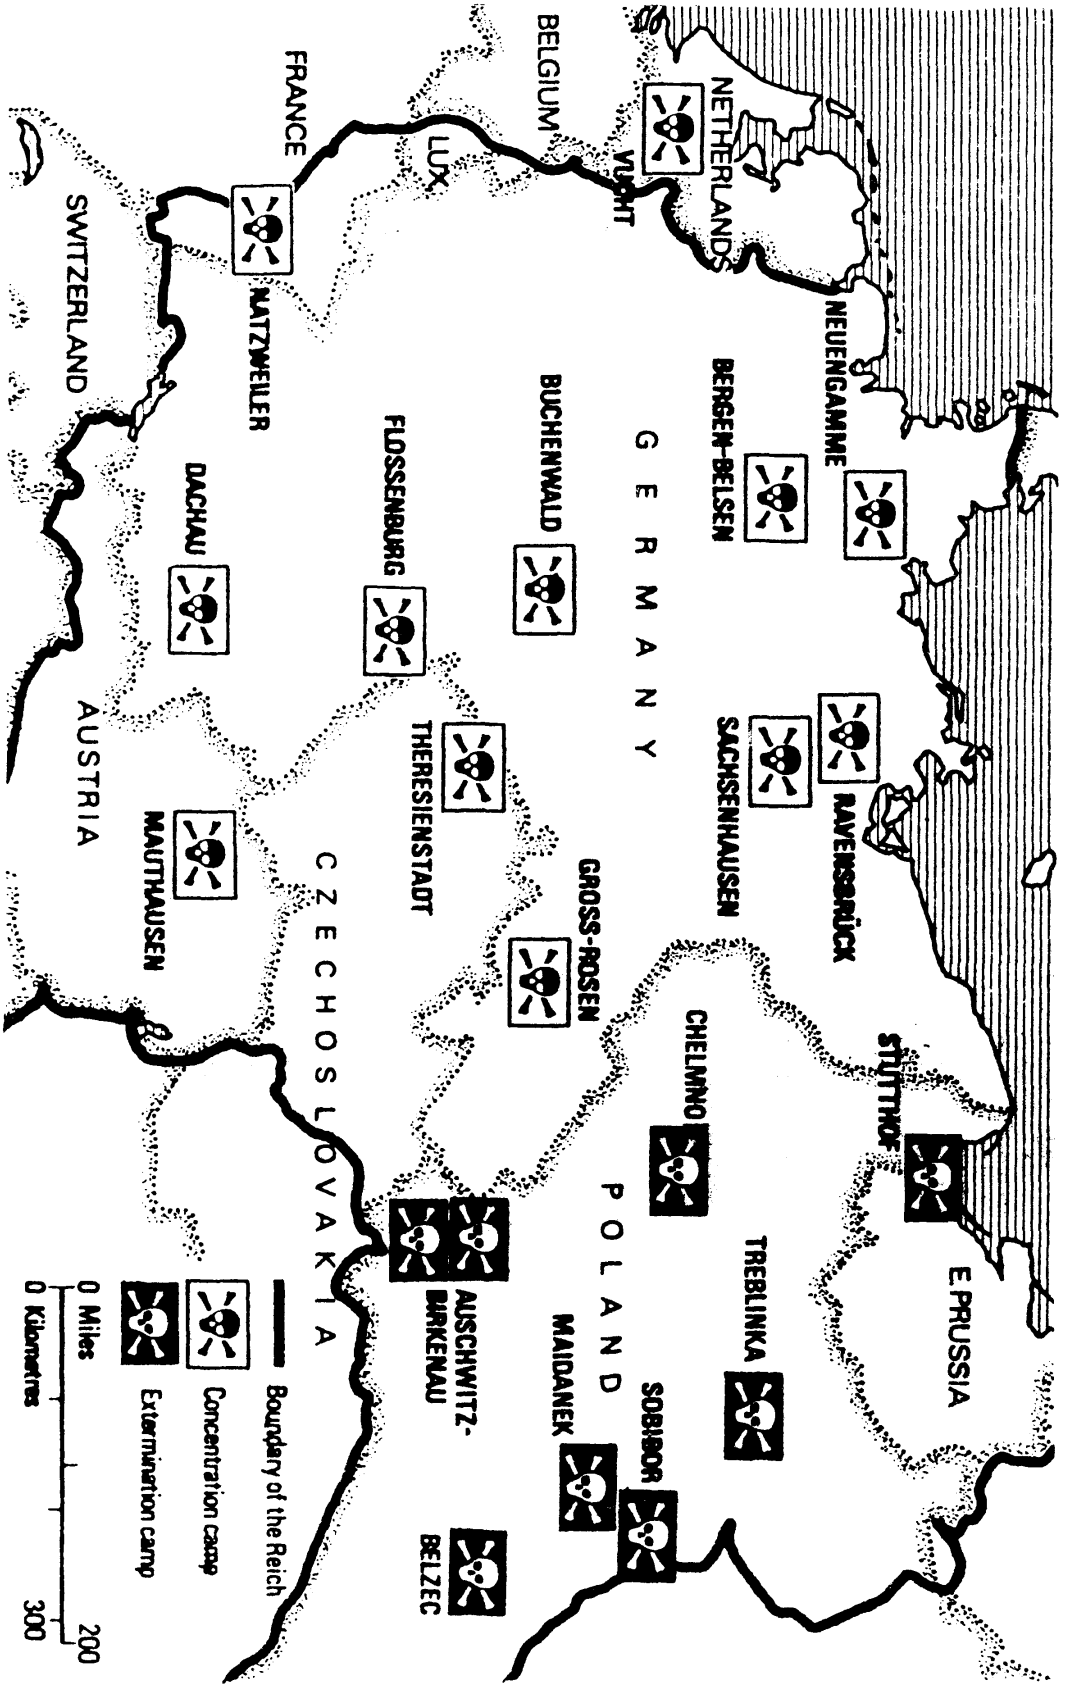 NETHERLANDS
BELGIUM
VUGHT
LUX
FRANCE
SWITZERLAND
NATZWEILER
NEUENGAMME
BERGEN-BELSEN
BUCHENWALD
FLOSSENBURG
DACHAU
GERMANY
RAVENSBRÜCK
SACHSENHAUSEN
THERESIENSTADT
AUSTRIA
MAUTHAUSEN
GROSS-ROSEN
CZECHOSLOVAKIA
STUTTHOF
CHELMNO
POLAND
E. PRUSSIA
TREBLINKA
SOBIBOR
MAIDANEK
AUSCHWITZ-
BIRKENAU
BELZEC
Boundary of the Reich
Concentration camp
Extermination camp
0 Miles 200
0 Kilometres 300